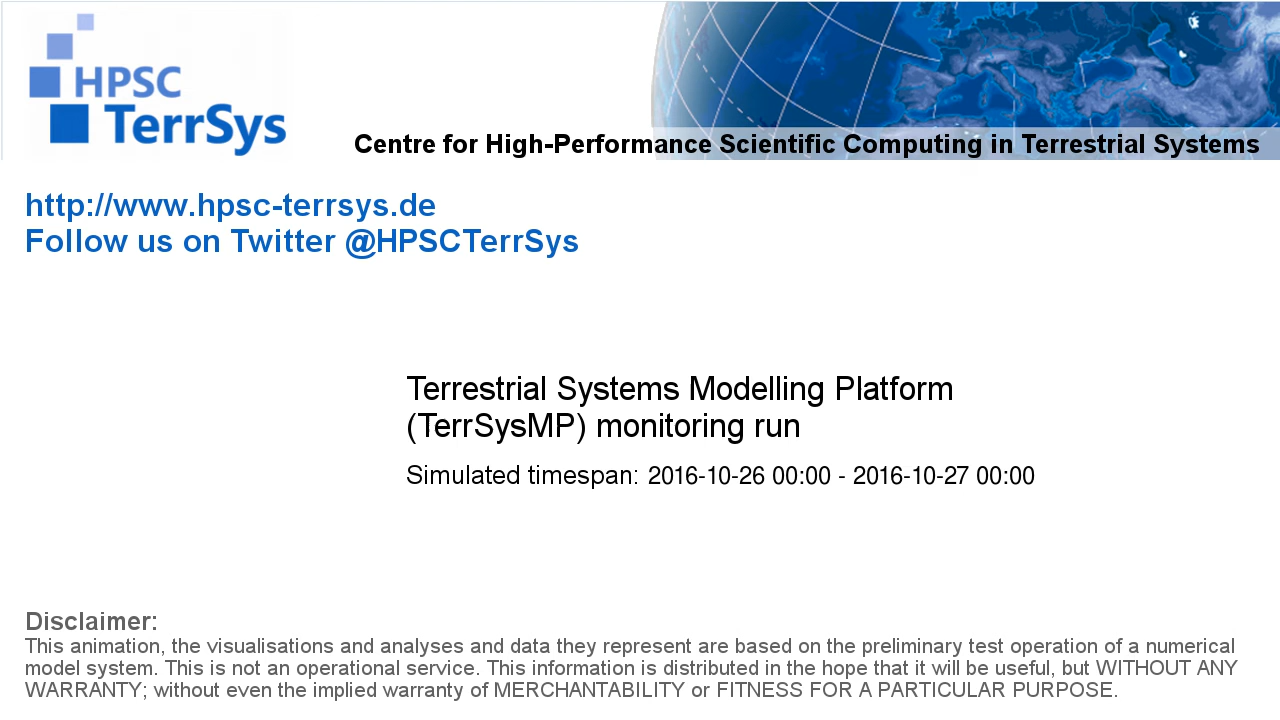 HPSC
TerrSys
Centre for High-Performance Scientific Computing in Terrestrial Systems
http://www.hpsc-terrsys.de
Follow us on Twitter @HPSCTerrSys
Terrestrial Systems Modelling Platform
(TerrSysMP) monitoring run
Simulated timespan: 2016-10-26 00:00 - 2016-10-27 00:00
Disclaimer:
This animation, the visualisations and analyses and data they represent are based on the preliminary test operation of a numerical
model system. This is not an operational service. This information is distributed in the hope that it will be useful, but WITHOUT ANY
WARRANTY; without even the implied warranty of MERCHANTABILITY or FITNESS FOR A PARTICULAR PURPOSE.